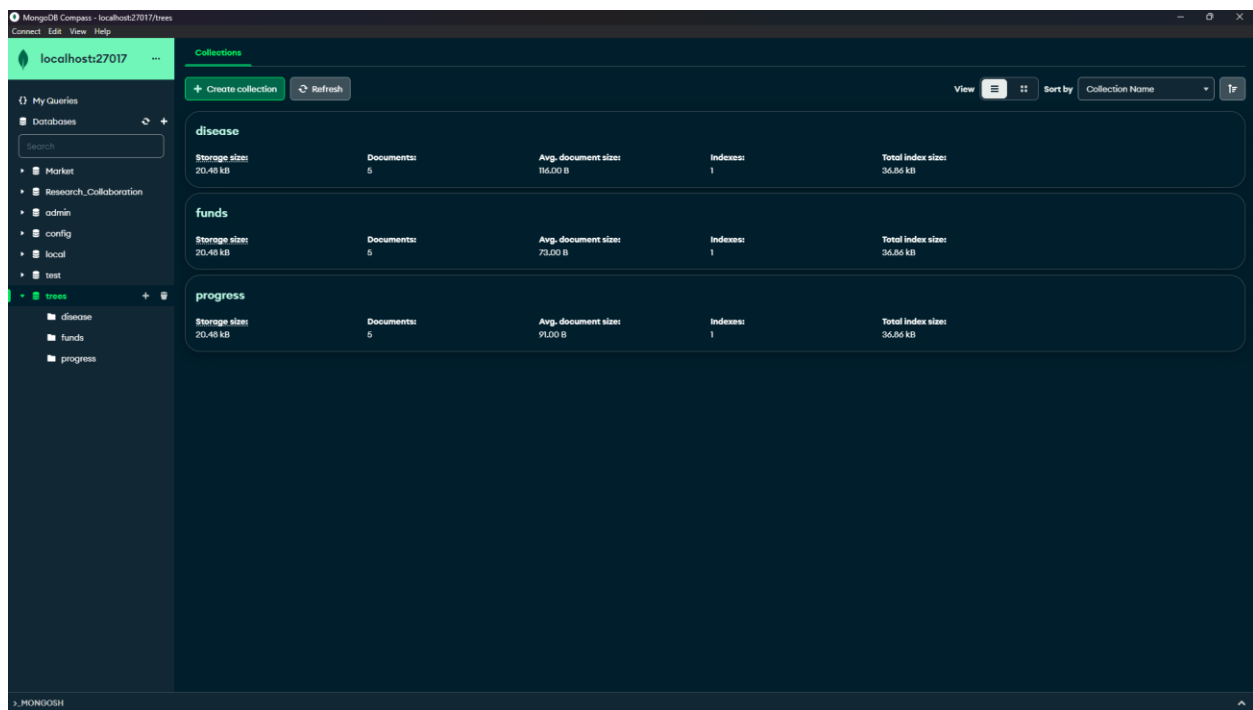 MongoDB Compass - localhost:27017/trees
Connect Edit View Help
localhost:27017 ...
Collections
+ Create collection Refresh
View Sort by Collection Name
{} My Queries
Databases
Search
Market
Research_Collaboration
admin
config
local
test
trees
disease
funds
progress
disease
Storage size: Documents: Avg. document size: Indexes: Total index size:
20.48 kB 5 116.00 B 1 36.86 kB
funds
Storage size: Documents: Avg. document size: Indexes: Total index size:
20.48 kB 5 73.00 B 1 36.86 kB
progress
Storage size: Documents: Avg. document size: Indexes: Total index size:
20.48 kB 5 91.00 B 1 36.86 kB
>_MONGOSH